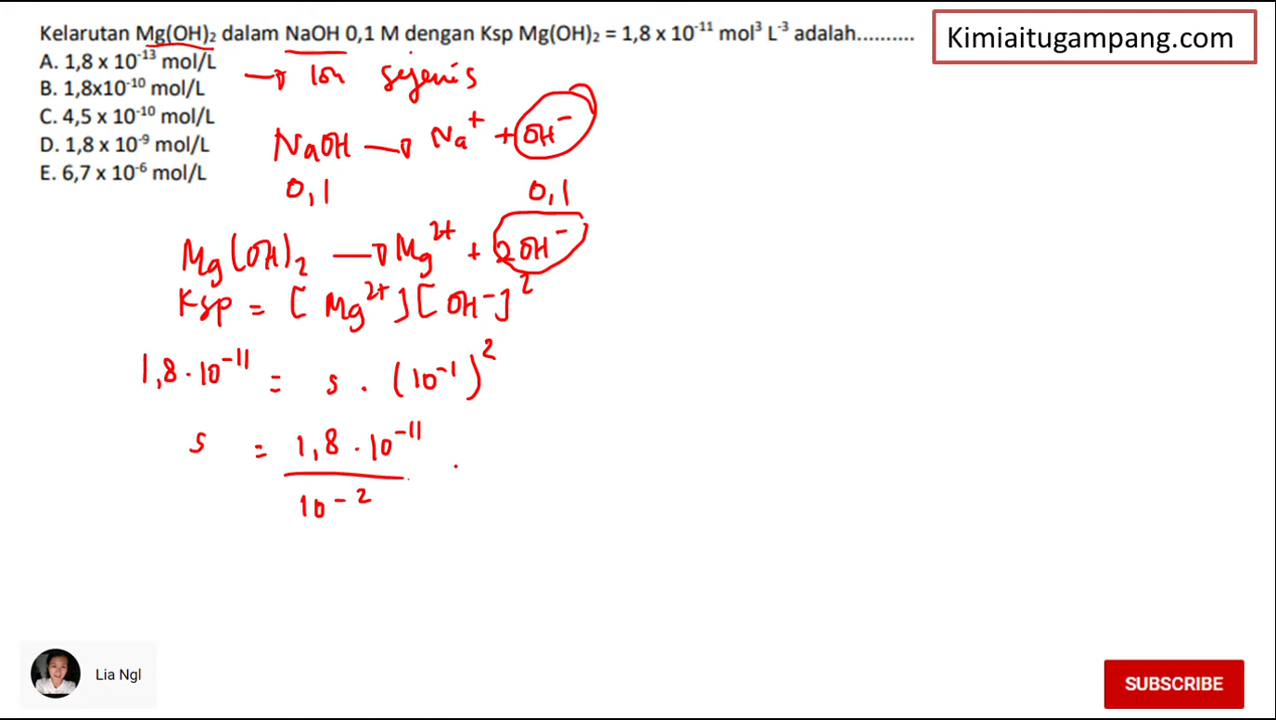 Kelarutan Mg(OH)₂ dalam NaOH 0,1 M dengan Ksp Mg(OH)₂ = 1,8 x 10⁻¹¹ mol³ L⁻³ adalah..........
Kimiaitugampang.com
A. 1,8 x 10⁻¹³ mol/L
B. 1,8x10⁻¹⁰ mol/L
C. 4,5 x 10⁻¹⁰ mol/L
D. 1,8 x 10⁻⁹ mol/L
E. 6,7 x 10⁻⁶ mol/L
→ Ion sejenis
NaOH → Na⁺ + OH⁻
0,1 0,1
Mg(OH)₂ → Mg²⁺ + 2OH⁻
Ksp = [Mg²⁺][OH⁻]²
1,8 · 10⁻¹¹ = s · (10⁻¹)²
s = 1,8 · 10⁻¹¹
10⁻²
Lia Ngl
SUBSCRIBE